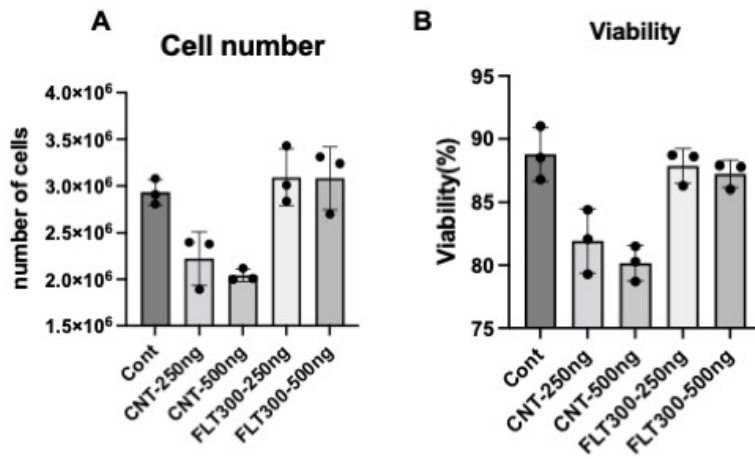 A
Cell number
number of cells
4.0×10⁶
3.5×10⁶
3.0×10⁶
2.5×10⁶
2.0×10⁶
1.5×10⁶
Cont
CNT-250ng
CNT-500ng
FLT300-250ng
FLT300-500ng
B
Viability
Viability(%)
95
90
85
80
75
Cont
CNT-250ng
CNT-500ng
FLT300-250ng
FLT300-500ng